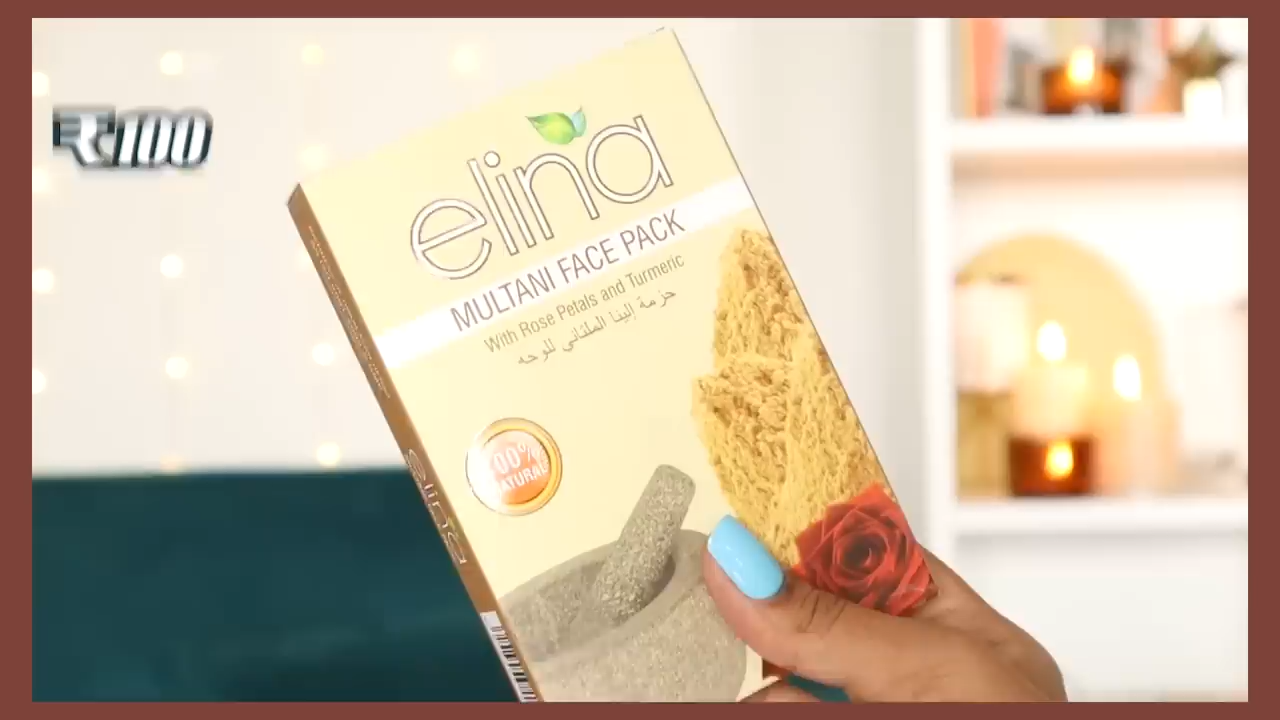 ₹100
elina
MULTANI FACE PACK
With Rose Petals and Turmeric
حزمة إلينا الملتاني للوجه
100%
NATURAL
elina